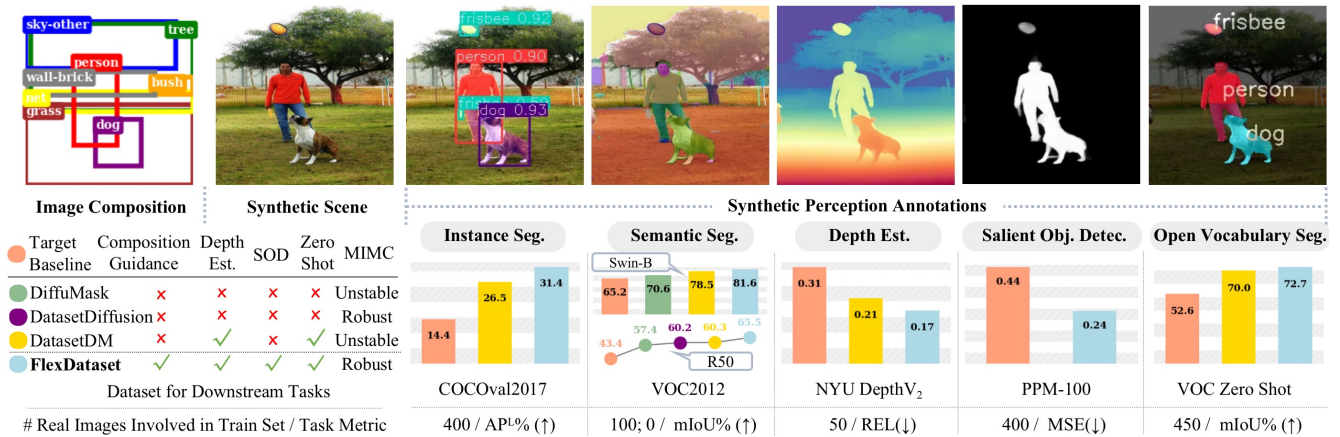 sky-other
tree
person
wall-brick
bush
net
grass
dog
frisbee 0.92
person 0.90
dog 0.93
frisbee
person
dog
Image Composition
Synthetic Scene
Synthetic Perception Annotations
Target Baseline
Composition Guidance
Depth Est.
SOD
Zero Shot
MIMC
DiffuMask × × × × Unstable
DatasetDiffusion × × × × Robust
DatasetDM × ✓ × ✓ Unstable
FlexDataset ✓ ✓ ✓ ✓ Robust
Dataset for Downstream Tasks
# Real Images Involved in Train Set / Task Metric
Instance Seg.
14.4
26.5
31.4
COCOval2017
400 / APᴸ% (↑)
Semantic Seg.
Swin-B
65.2
70.6
78.5
81.6
43.4
57.4
60.2
60.3
65.5
R50
VOC2012
100; 0 / mIoU% (↑)
Depth Est.
0.31
0.21
0.17
NYU DepthV₂
50 / REL(↓)
Salient Obj. Detec.
0.44
0.24
PPM-100
400 / MSE(↓)
Open Vocabulary Seg.
52.6
70.0
72.7
VOC Zero Shot
450 / mIoU% (↑)